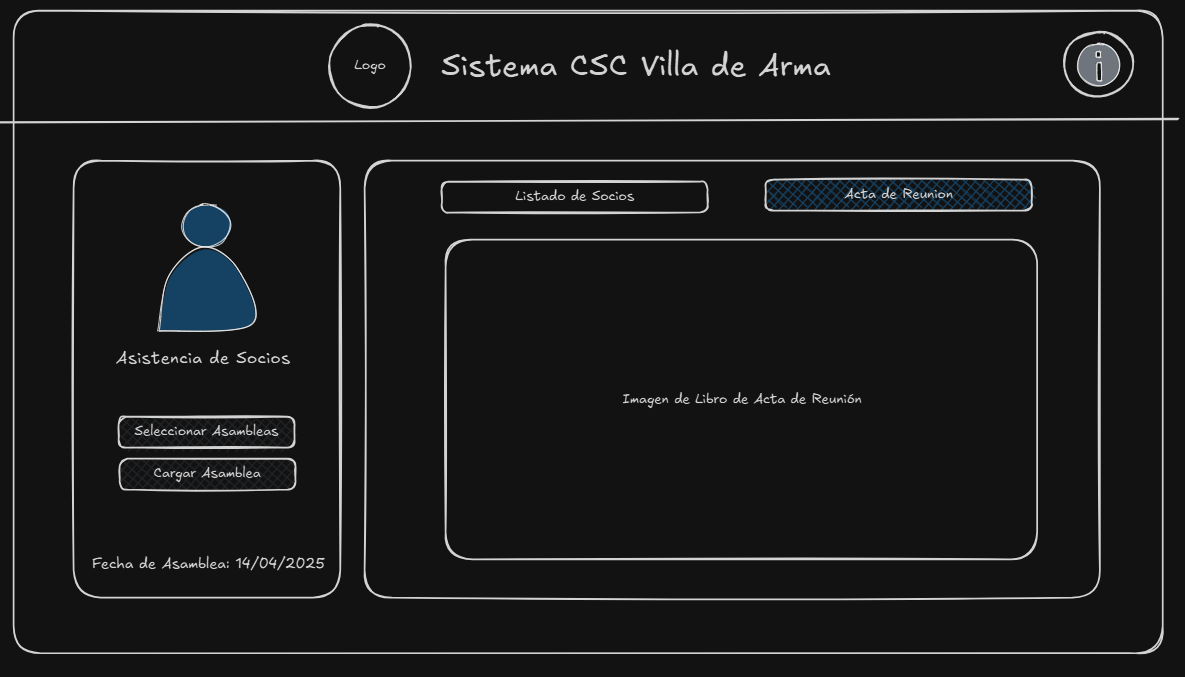 Logo
Sistema CSC Villa de Arma
i
Asistencia de Socios
Seleccionar Asambleas
Cargar Asamblea
Fecha de Asamblea: 14/04/2025
Listado de Socios
Acta de Reunion
Imagen de Libro de Acta de Reunión